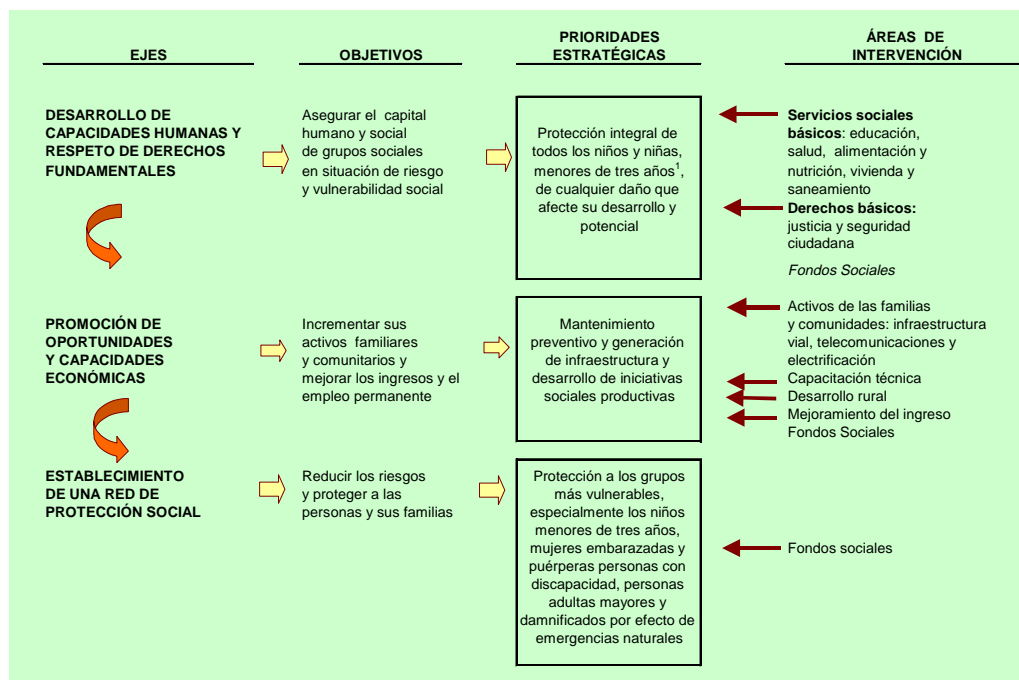 EJES
OBJETIVOS
PRIORIDADES
ESTRATÉGICAS
ÁREAS DE
INTERVENCIÓN
DESARROLLO DE
CAPACIDADES HUMANAS Y
RESPETO DE DERECHOS
FUNDAMENTALES
Asegurar el capital
humano y social
de grupos sociales
en situación de riesgo
y vulnerabilidad social
Protección integral de
todos los niños y niñas,
menores de tres años¹,
de cualquier daño que
afecte su desarrollo y
potencial
Servicios sociales
básicos: educación,
salud, alimentación y
nutrición, vivienda y
saneamiento
Derechos básicos:
justicia y seguridad
ciudadana
Fondos Sociales
PROMOCIÓN DE
OPORTUNIDADES
Y CAPACIDADES
ECONÓMICAS
Incrementar sus
activos familiares
y comunitarios y
mejorar los ingresos y el
empleo permanente
Mantenimiento
preventivo y generación
de infraestructura y
desarrollo de iniciativas
sociales productivas
Activos de las familias
y comunidades: infraestructura
vial, telecomunicaciones y
electrificación
Capacitación técnica
Desarrollo rural
Mejoramiento del ingreso
Fondos Sociales
ESTABLECIMIENTO
DE UNA RED DE
PROTECCIÓN SOCIAL
Reducir los riesgos
y proteger a las
personas y sus familias
Protección a los grupos
más vulnerables,
especialmente los niños
menores de tres años,
mujeres embarazadas y
puérperas personas con
discapacidad, personas
adultas mayores y
damnificados por efecto de
emergencias naturales
Fondos sociales